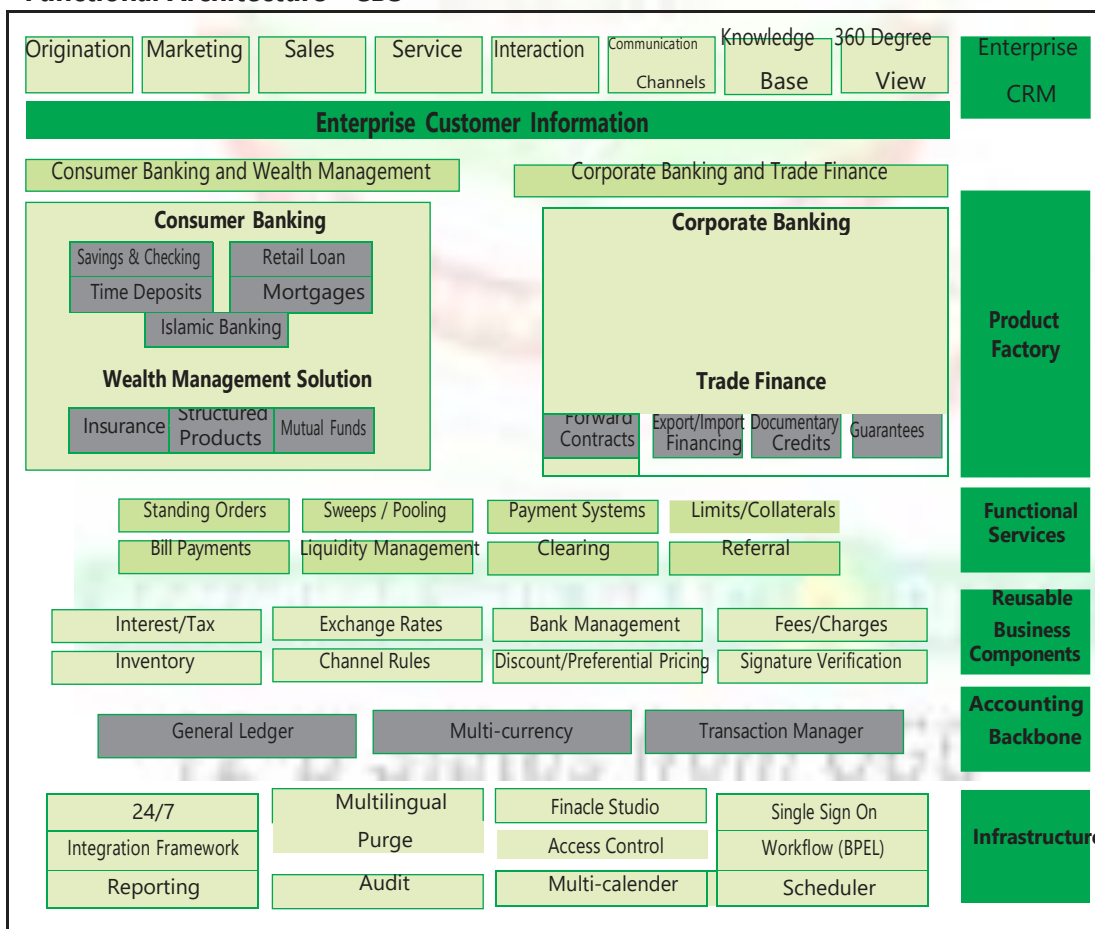 Origination Marketing Sales Service Interaction Communication Channels Knowledge Base 360 Degree View Enterprise CRM
Enterprise Customer Information
Consumer Banking and Wealth Management
Corporate Banking and Trade Finance
Consumer Banking
Savings & Checking Retail Loan
Time Deposits Mortgages
Islamic Banking
Wealth Management Solution
Insurance Structured Products Mutual Funds
Corporate Banking
Trade Finance
Forward Contracts Export/Import Financing Documentary Credits Guarantees
Product
Factory
Standing Orders Sweeps / Pooling Payment Systems Limits/Collaterals
Bill Payments Liquidity Management Clearing Referral
Functional
Services
Interest/Tax Exchange Rates Bank Management Fees/Charges
Inventory Channel Rules Discount/Preferential Pricing Signature Verification
Reusable
Business
Components
General Ledger Multi-currency Transaction Manager
Accounting
Backbone
24/7 Multilingual Finacle Studio Single Sign On
Integration Framework Purge Access Control Workflow (BPEL)
Reporting Audit Multi-calender Scheduler
Infrastructure